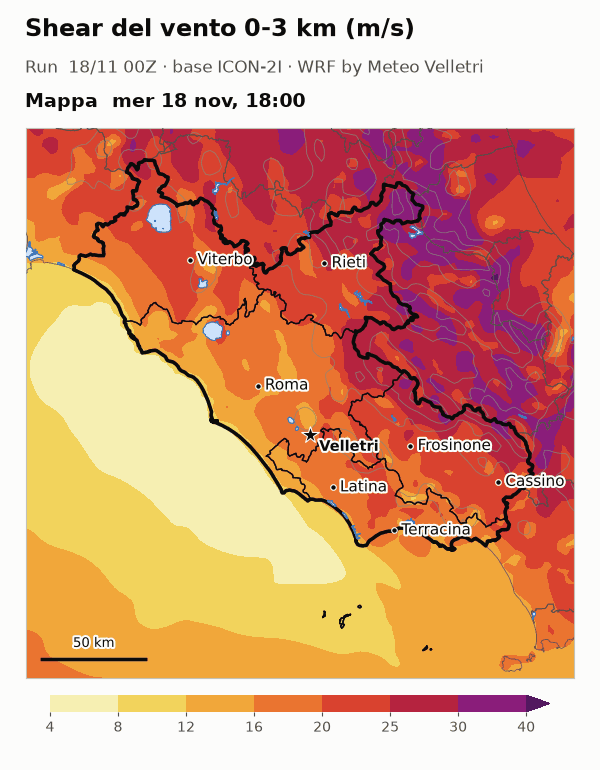 Shear del vento 0-3 km (m/s)
Run  18/11 00Z · base ICON-2I · WRF by Meteo Velletri
Mappa  mer 18 nov, 18:00
Viterbo
Rieti
Roma
Velletri
Frosinone
Cassino
Latina
Terracina
50 km
4 8 12 16 20 25 30 40